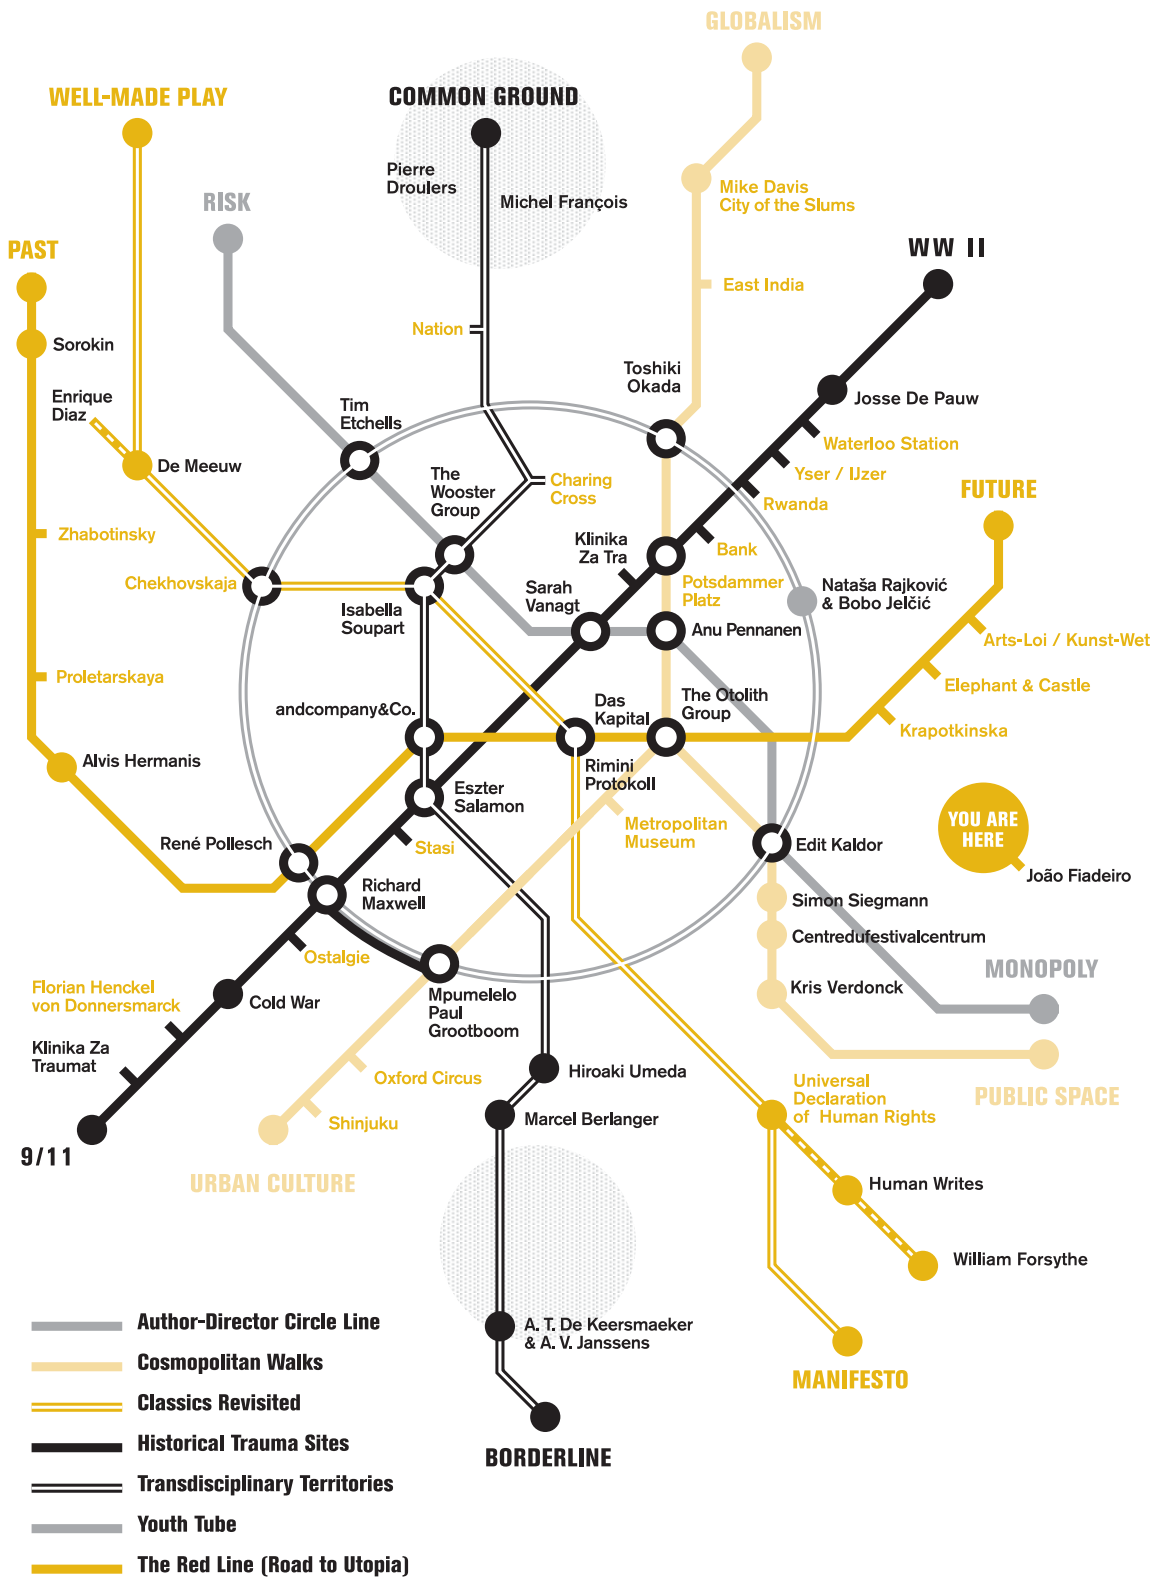 GLOBALISM
WELL-MADE PLAY
COMMON GROUND
Pierre
Droulers
Michel François
Mike Davis
City of the Slums
RISK
PAST
WW II
East India
Nation
Sorokin
Toshiki
Okada
Enrique
Diaz
Josse De Pauw
Tim
Etchells
Waterloo Station
De Meeuw
The
Wooster
Group
Charing
Cross
Yser / IJzer
Rwanda
FUTURE
Zhabotinsky
Klinika
Za Tra
Bank
Chekhovskaja
Isabella
Soupart
Sarah
Vanagt
Potsdammer
Platz
Nataša Rajković
& Bobo Jelčić
Anu Pennanen
Arts-Loi / Kunst-Wet
Proletarskaya
Elephant & Castle
andcompany&Co.
Das
Kapital
The Otolith
Group
Krapotkinska
Alvis Hermanis
Rimini
Protokoll
Eszter
Salamon
YOU ARE
HERE
Metropolitan
Museum
René Pollesch
Stasi
Edit Kaldor
João Fiadeiro
Richard
Maxwell
Simon Siegmann
Centredufestivalcentrum
Ostalgie
MONOPOLY
Florian Henckel
von Donnersmarck
Cold War
Mpumelelo
Paul
Grootboom
Kris Verdonck
Klinika Za
Traumat
Oxford Circus
Hiroaki Umeda
Universal
Declaration
of Human Rights
PUBLIC SPACE
Shinjuku
Marcel Berlanger
9/11
URBAN CULTURE
Human Writes
William Forsythe
A. T. De Keersmaeker
& A. V. Janssens
MANIFESTO
BORDERLINE
Author-Director Circle Line
Cosmopolitan Walks
Classics Revisited
Historical Trauma Sites
Transdisciplinary Territories
Youth Tube
The Red Line (Road to Utopia)